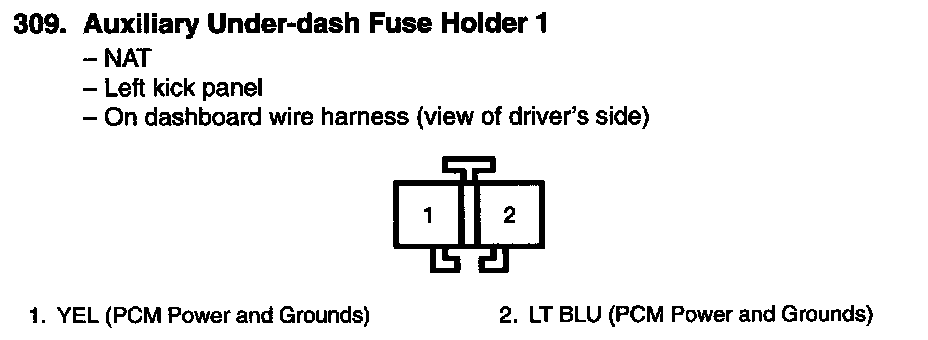 309. Auxiliary Under-dash Fuse Holder 1
– NAT
– Left kick panel
– On dashboard wire harness (view of driver's side)
1 2
1. YEL (PCM Power and Grounds) 2. LT BLU (PCM Power and Grounds)